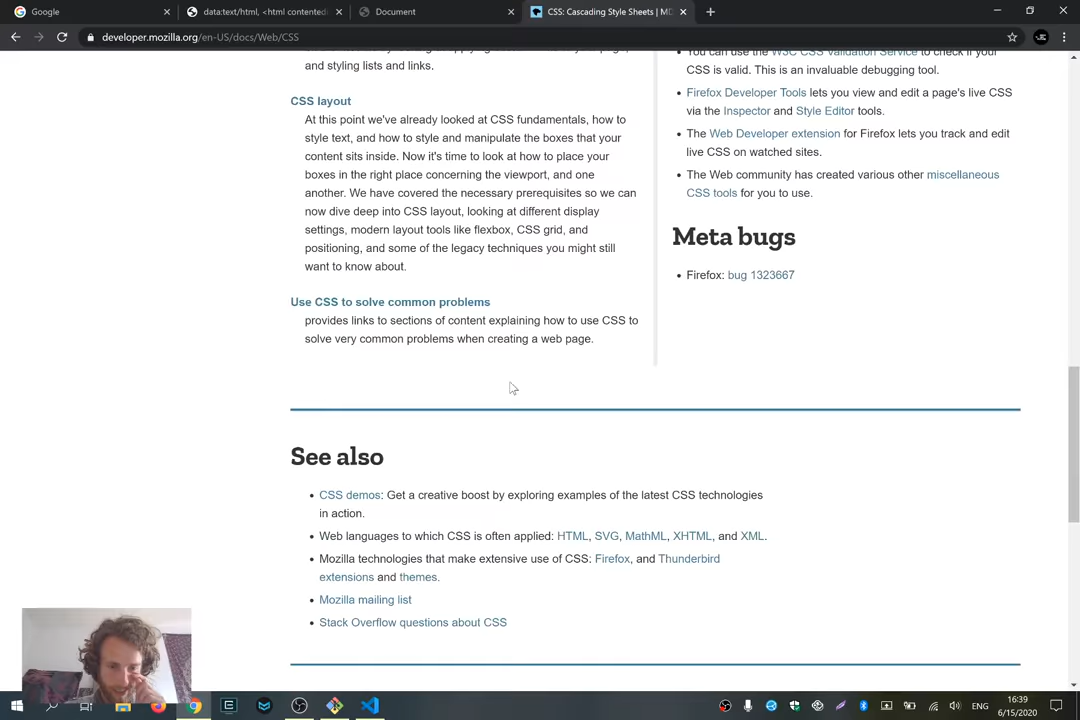 Google
data:text/html, <html contented
Document
CSS: Cascading Style Sheets | MD
developer.mozilla.org/en-US/docs/Web/CSS
and styling lists and links.
CSS layout
At this point we've already looked at CSS fundamentals, how to
style text, and how to style and manipulate the boxes that your
content sits inside. Now it's time to look at how to place your
boxes in the right place concerning the viewport, and one
another. We have covered the necessary prerequisites so we can
now dive deep into CSS layout, looking at different display
settings, modern layout tools like flexbox, CSS grid, and
positioning, and some of the legacy techniques you might still
want to know about.
Use CSS to solve common problems
provides links to sections of content explaining how to use CSS to
solve very common problems when creating a web page.
You can use the W3C CSS Validation Service to check if your
CSS is valid. This is an invaluable debugging tool.
Firefox Developer Tools lets you view and edit a page's live CSS
via the Inspector and Style Editor tools.
The Web Developer extension for Firefox lets you track and edit
live CSS on watched sites.
The Web community has created various other miscellaneous
CSS tools for you to use.
Meta bugs
Firefox: bug 1323667
See also
CSS demos: Get a creative boost by exploring examples of the latest CSS technologies
in action.
Web languages to which CSS is often applied: HTML, SVG, MathML, XHTML, and XML.
Mozilla technologies that make extensive use of CSS: Firefox, and Thunderbird
extensions and themes.
Mozilla mailing list
Stack Overflow questions about CSS
ENG
16:39
6/15/2020